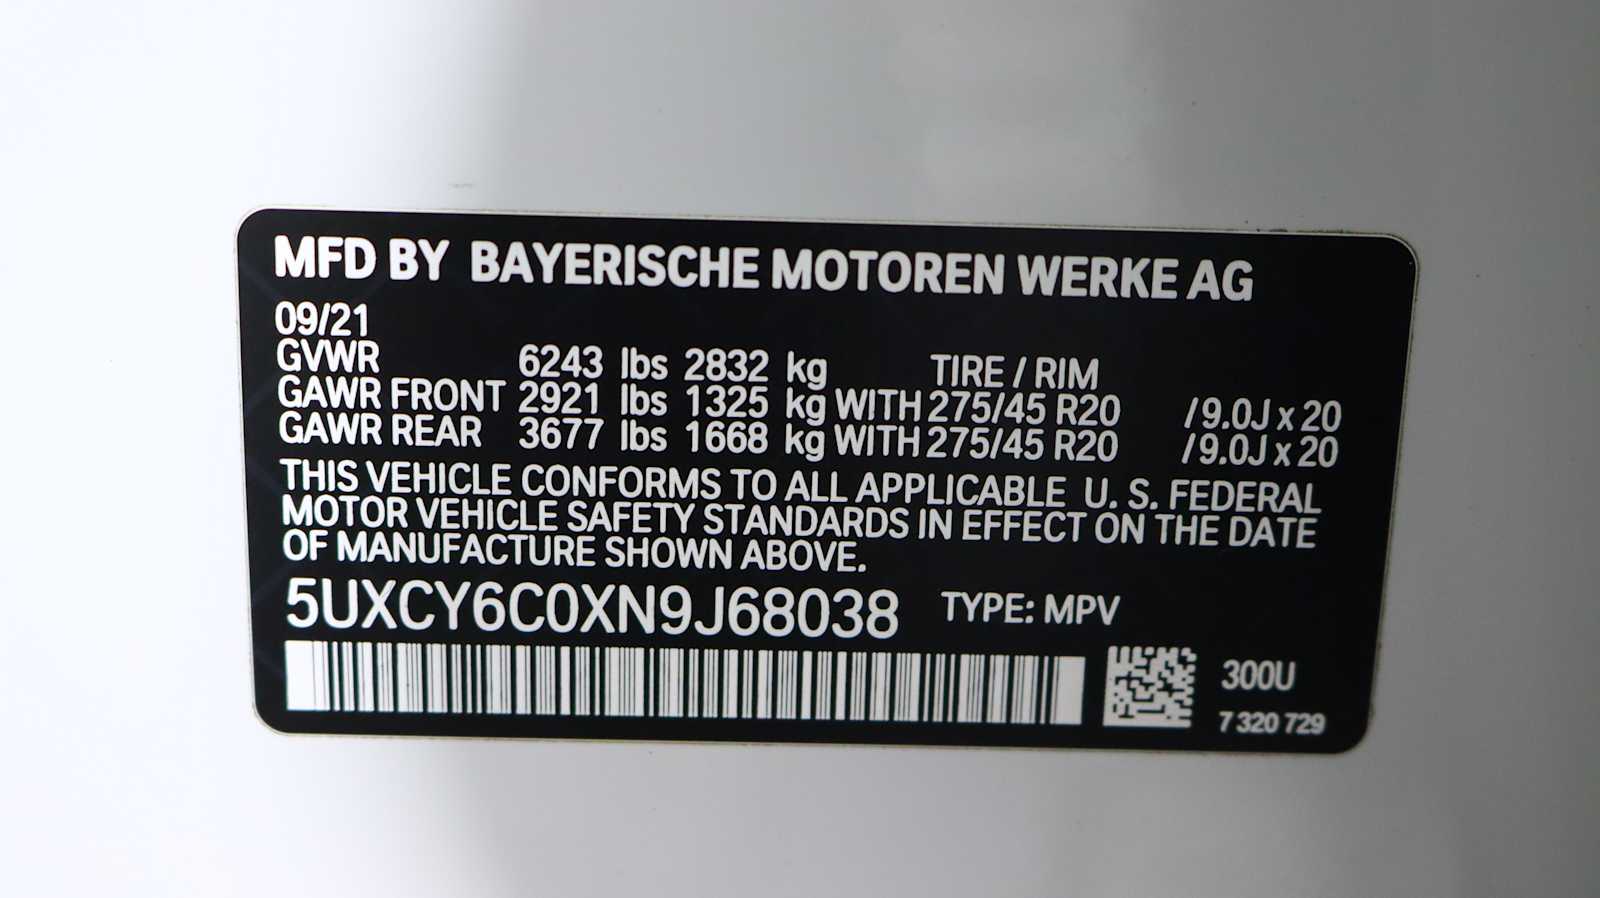 MFD BY BAYERISCHE MOTOREN WERKE AG
09/21
GVWR 6243 lbs 2832 kg TIRE / RIM
GAWR FRONT 2921 lbs 1325 kg WITH 275/45 R20 /9.0J x 20
GAWR REAR 3677 lbs 1668 kg WITH 275/45 R20 /9.0J x 20
THIS VEHICLE CONFORMS TO ALL APPLICABLE U. S. FEDERAL
MOTOR VEHICLE SAFETY STANDARDS IN EFFECT ON THE DATE
OF MANUFACTURE SHOWN ABOVE.
5UXCY6C0XN9J68038 TYPE: MPV
300U
7 320 729